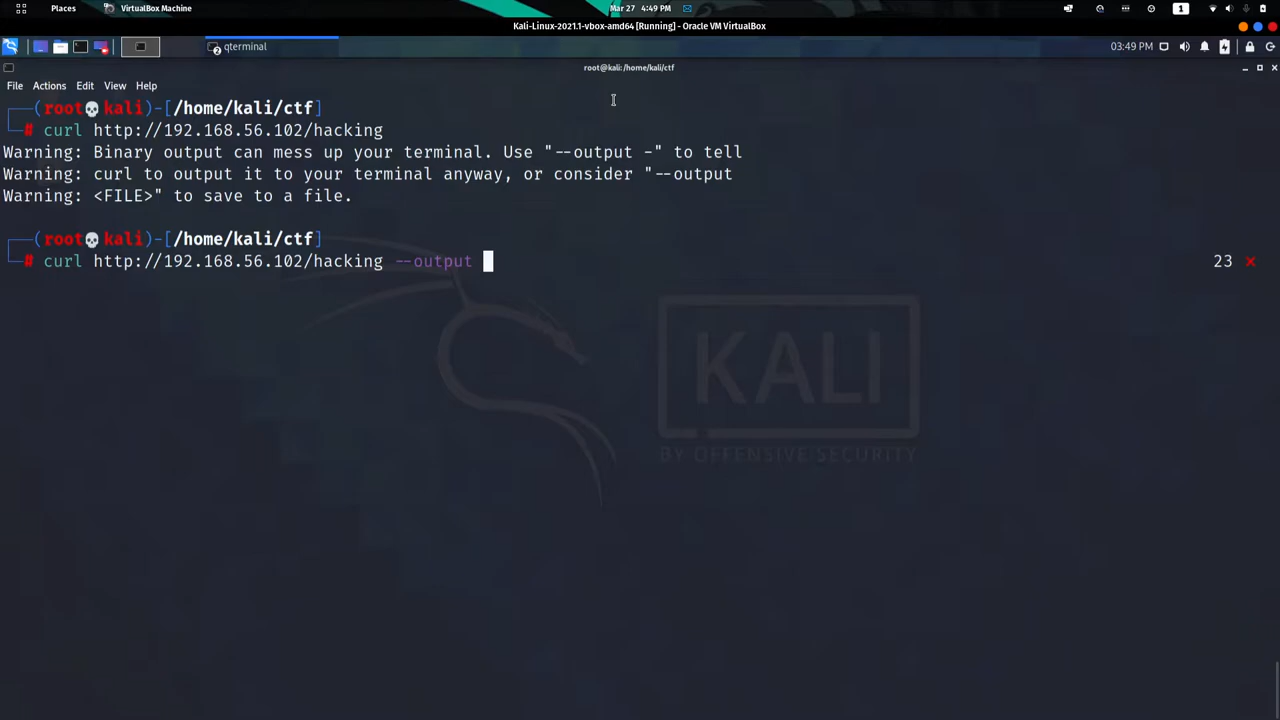 Places VirtualBox Machine Mar 27 4:49 PM 1
Kali-Linux-2021.1-vbox-amd64 [Running] - Oracle VM VirtualBox
2 qterminal 03:49 PM
root@kali: /home/kali/ctf
File Actions Edit View Help
┌──(root💀kali)-[/home/kali/ctf]
└─# curl http://192.168.56.102/hacking
Warning: Binary output can mess up your terminal. Use "--output -" to tell
Warning: curl to output it to your terminal anyway, or consider "--output
Warning: <FILE>" to save to a file.
┌──(root💀kali)-[/home/kali/ctf]
└─# curl http://192.168.56.102/hacking --output 23 ×
KALI
BY OFFENSIVE SECURITY